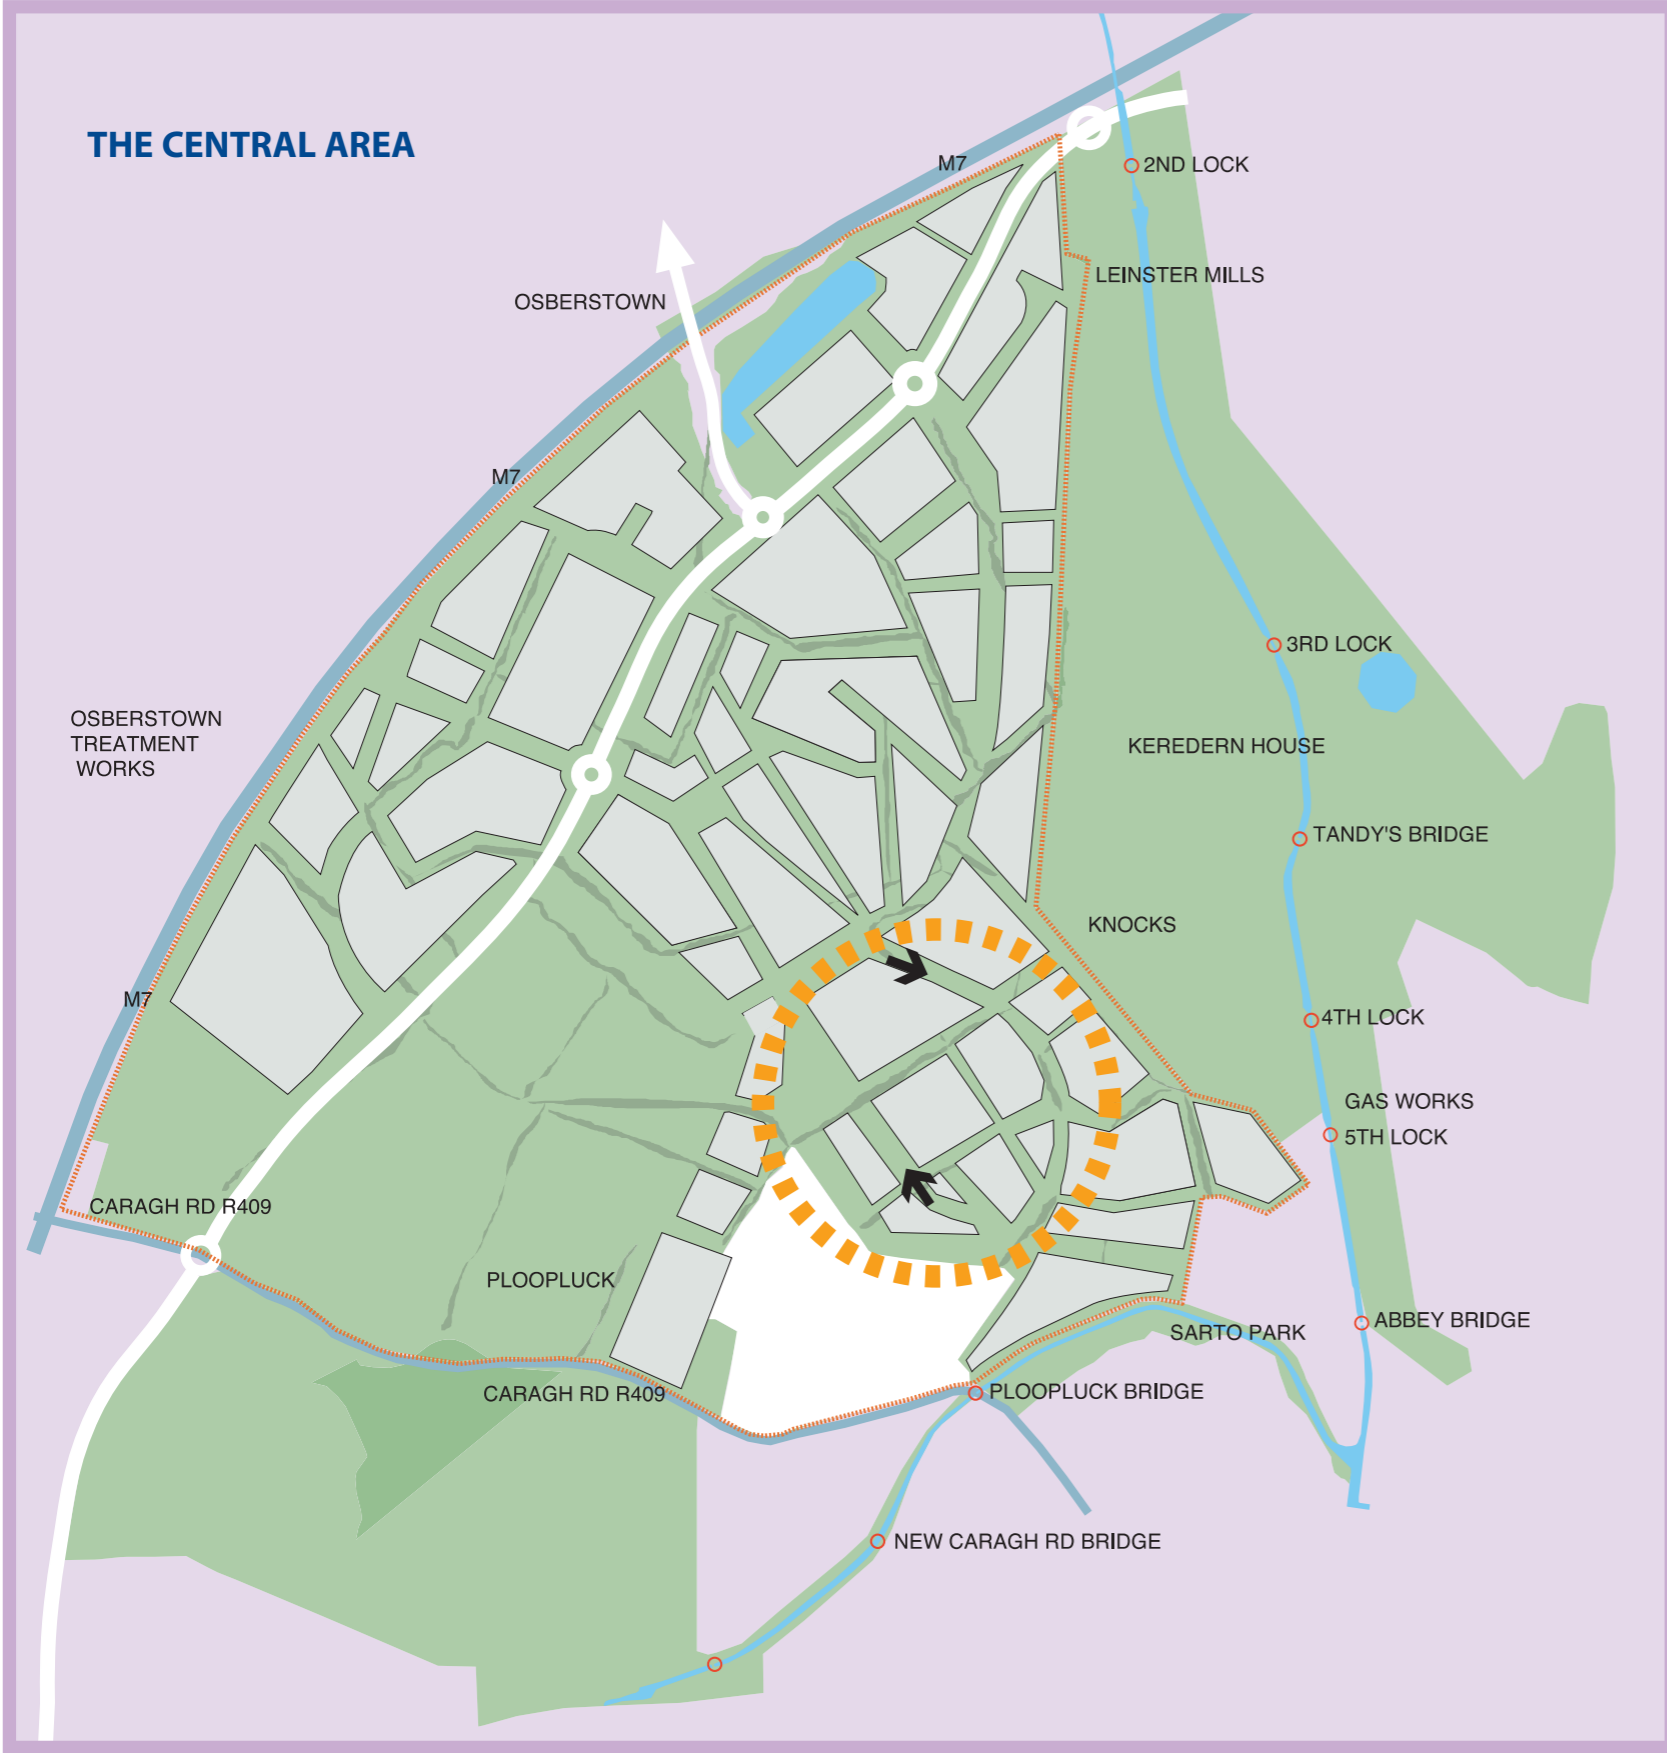 THE CENTRAL AREA
M7
2ND LOCK
LEINSTER MILLS
OSBERSTOWN
M7
3RD LOCK
OSBERSTOWN
TREATMENT
WORKS
KEREDERN HOUSE
TANDY'S BRIDGE
KNOCKS
M7
4TH LOCK
GAS WORKS
5TH LOCK
CARAGH RD R409
PLOOPLUCK
ABBEY BRIDGE
SARTO PARK
CARAGH RD R409
PLOOPLUCK BRIDGE
NEW CARAGH RD BRIDGE